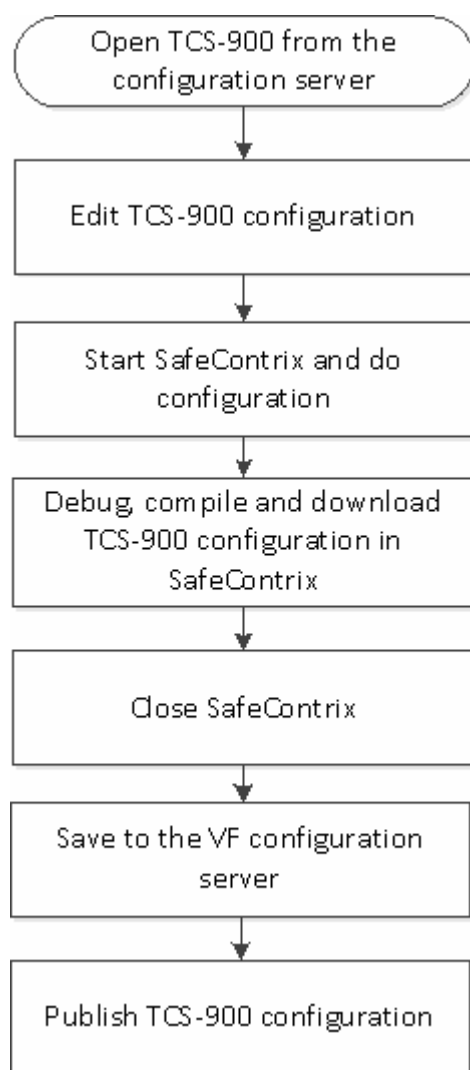 Open TCS-900 from the
configuration server
Edit TCS-900 configuration
Start SafeContrix and do
configuration
Debug, compile and download
TCS-900 configuration in
SafeContrix
Close SafeContrix
Save to the VF configuration
server
Publish TCS-900 configuration